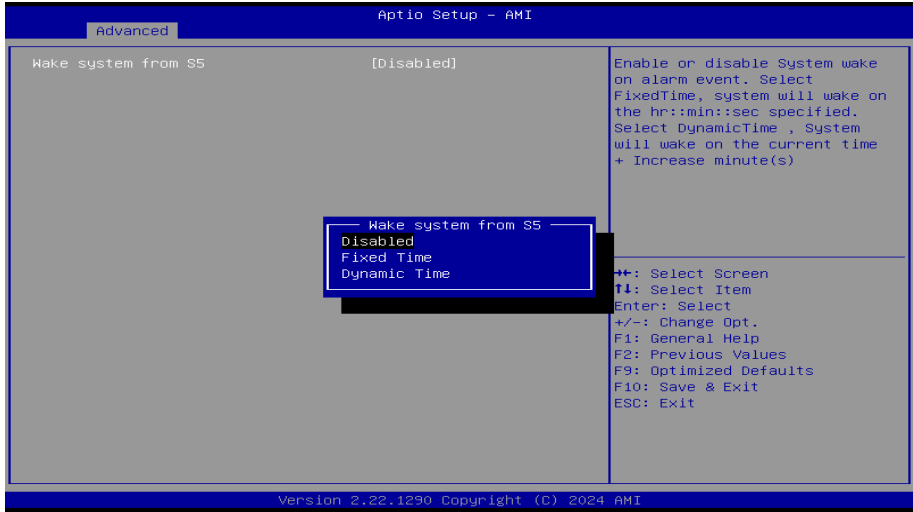 Aptio Setup - AMI
Advanced
Wake system from S5 [Disabled]
Enable or disable System wake
on alarm event. Select
FixedTime, system will wake on
the hr::min::sec specified.
Select DynamicTime , System
will wake on the current time
+ Increase minute(s)
Wake system from S5
Disabled
Fixed Time
Dynamic Time
→←: Select Screen
↑↓: Select Item
Enter: Select
+/-: Change Opt.
F1: General Help
F2: Previous Values
F9: Optimized Defaults
F10: Save & Exit
ESC: Exit
Version 2.22.1290 Copyright (C) 2024 AMI